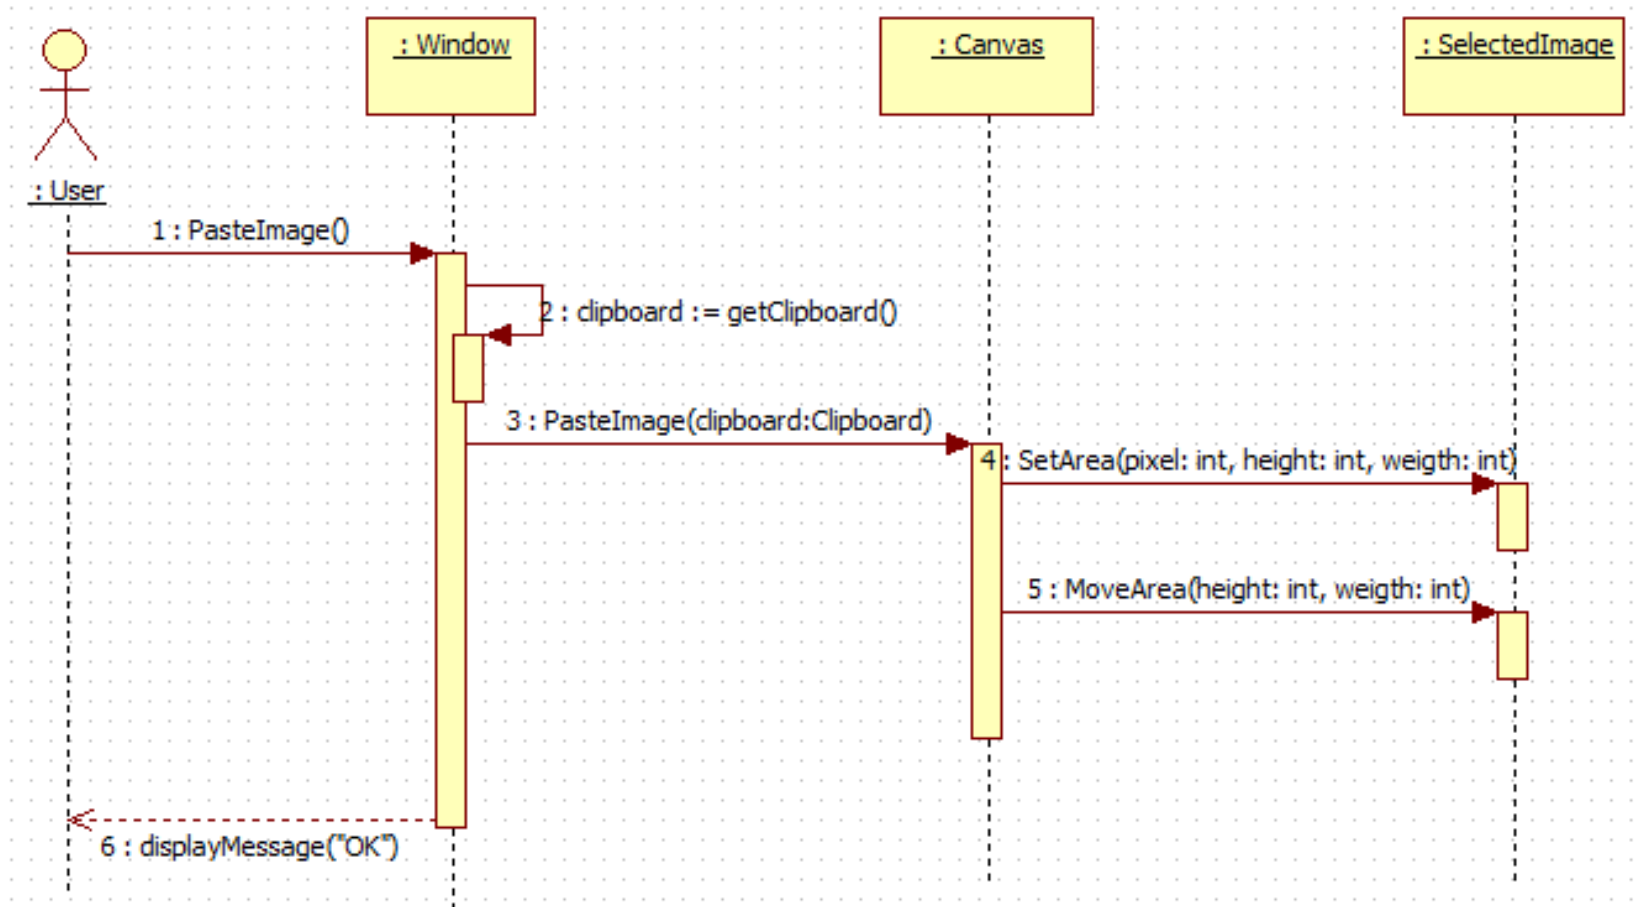 : Window
: Canvas
: SelectedImage
: User
1 : PasteImage()
2 : clipboard := getClipboard()
3 : PasteImage(clipboard:Clipboard)
4 : SetArea(pixel: int, height: int, weigth: int)
5 : MoveArea(height: int, weigth: int)
6 : displayMessage("OK")